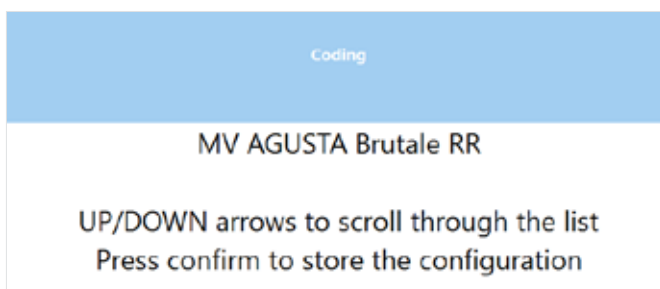 Coding
MV AGUSTA Brutale RR
UP/DOWN arrows to scroll through the list
Press confirm to store the configuration